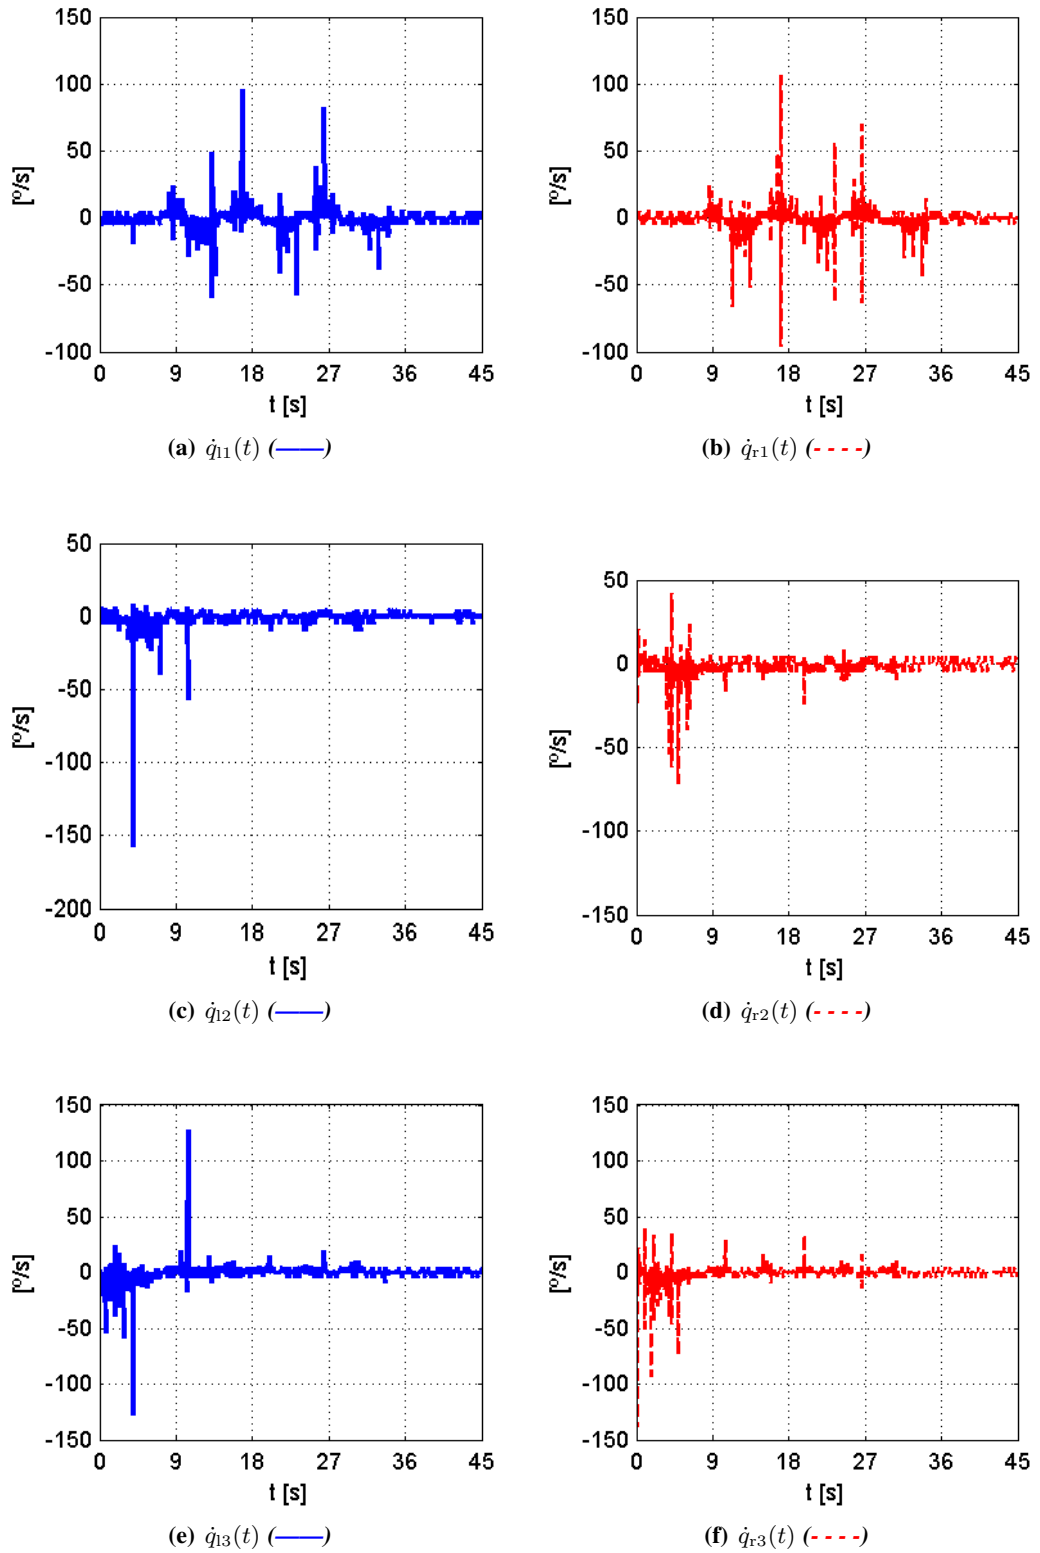 150
100
50
0
-50
-100
[º/s]
0 9 18 27 36 45
t [s]
(a) q̇l1(t) (——)
150
100
50
0
-50
-100
[º/s]
0 9 18 27 36 45
t [s]
(b) q̇r1(t) (- - - -)
50
0
-50
-100
-150
-200
[º/s]
0 9 18 27 36 45
t [s]
(c) q̇l2(t) (——)
50
0
-50
-100
-150
[º/s]
0 9 18 27 36 45
t [s]
(d) q̇r2(t) (- - - -)
150
100
50
0
-50
-100
-150
[º/s]
0 9 18 27 36 45
t [s]
(e) q̇l3(t) (——)
150
100
50
0
-50
-100
-150
[º/s]
0 9 18 27 36 45
t [s]
(f) q̇r3(t) (- - - -)